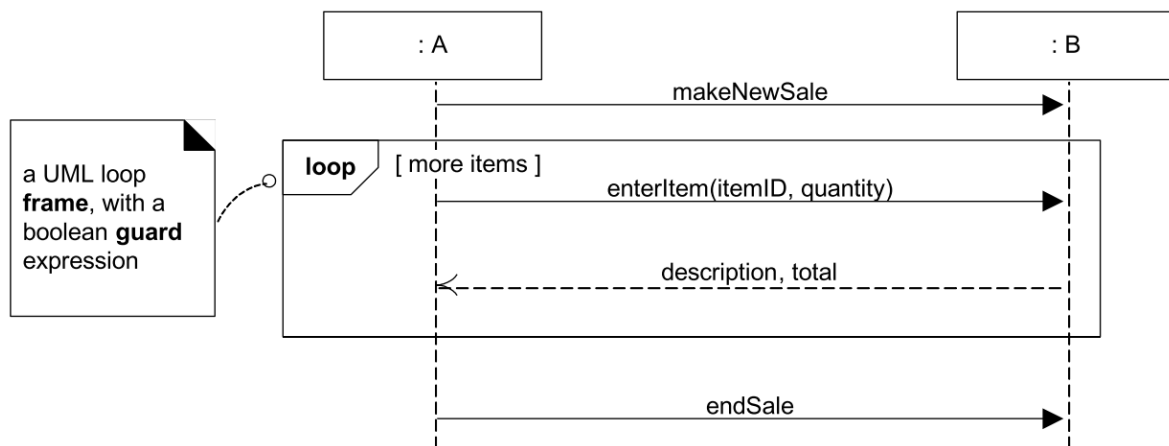 : A
: B
makeNewSale
a UML loop
frame, with a
boolean guard
expression
loop
[ more items ]
enterItem(itemID, quantity)
description, total
endSale